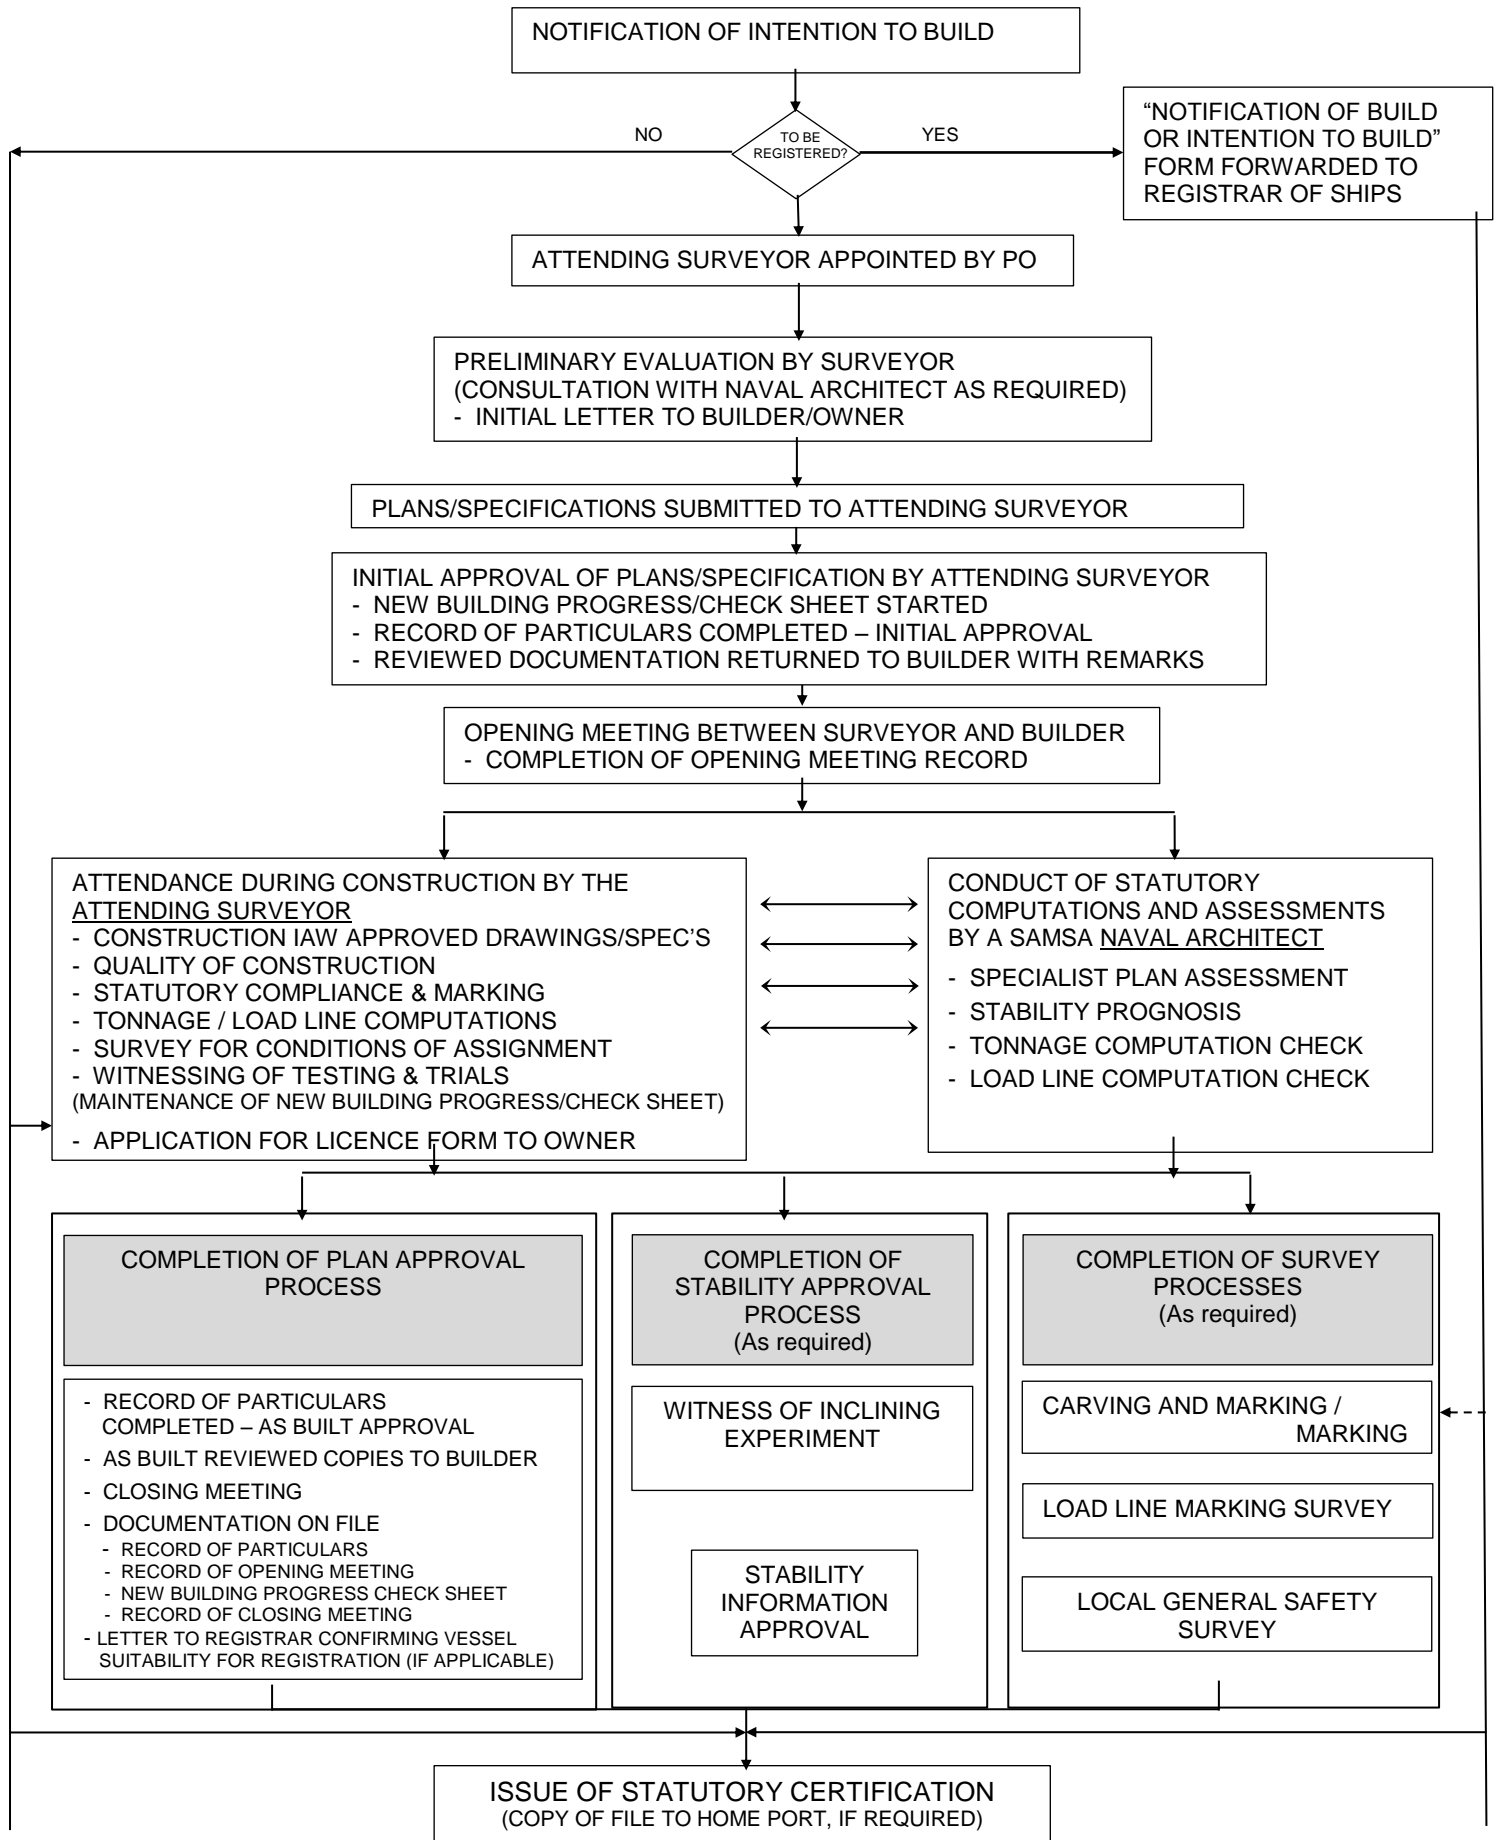 NOTIFICATION OF INTENTION TO BUILD
NO
TO BE
REGISTERED?
YES
“NOTIFICATION OF BUILD
OR INTENTION TO BUILD”
FORM FORWARDED TO
REGISTRAR OF SHIPS
ATTENDING SURVEYOR APPOINTED BY PO
PRELIMINARY EVALUATION BY SURVEYOR
(CONSULTATION WITH NAVAL ARCHITECT AS REQUIRED)
- INITIAL LETTER TO BUILDER/OWNER
PLANS/SPECIFICATIONS SUBMITTED TO ATTENDING SURVEYOR
INITIAL APPROVAL OF PLANS/SPECIFICATION BY ATTENDING SURVEYOR
- NEW BUILDING PROGRESS/CHECK SHEET STARTED
- RECORD OF PARTICULARS COMPLETED – INITIAL APPROVAL
- REVIEWED DOCUMENTATION RETURNED TO BUILDER WITH REMARKS
OPENING MEETING BETWEEN SURVEYOR AND BUILDER
- COMPLETION OF OPENING MEETING RECORD
ATTENDANCE DURING CONSTRUCTION BY THE
ATTENDING SURVEYOR
- CONSTRUCTION IAW APPROVED DRAWINGS/SPEC'S
- QUALITY OF CONSTRUCTION
- STATUTORY COMPLIANCE & MARKING
- TONNAGE / LOAD LINE COMPUTATIONS
- SURVEY FOR CONDITIONS OF ASSIGNMENT
- WITNESSING OF TESTING & TRIALS
(MAINTENANCE OF NEW BUILDING PROGRESS/CHECK SHEET)
- APPLICATION FOR LICENCE FORM TO OWNER
CONDUCT OF STATUTORY
COMPUTATIONS AND ASSESSMENTS
BY A SAMSA NAVAL ARCHITECT
- SPECIALIST PLAN ASSESSMENT
- STABILITY PROGNOSIS
- TONNAGE COMPUTATION CHECK
- LOAD LINE COMPUTATION CHECK
COMPLETION OF PLAN APPROVAL
PROCESS
- RECORD OF PARTICULARS
COMPLETED – AS BUILT APPROVAL
- AS BUILT REVIEWED COPIES TO BUILDER
- CLOSING MEETING
- DOCUMENTATION ON FILE
- RECORD OF PARTICULARS
- RECORD OF OPENING MEETING
- NEW BUILDING PROGRESS CHECK SHEET
- RECORD OF CLOSING MEETING
- LETTER TO REGISTRAR CONFIRMING VESSEL
SUITABILITY FOR REGISTRATION (IF APPLICABLE)
COMPLETION OF
STABILITY APPROVAL
PROCESS
(As required)
WITNESS OF INCLINING
EXPERIMENT
STABILITY
INFORMATION
APPROVAL
COMPLETION OF SURVEY
PROCESSES
(As required)
CARVING AND MARKING /
MARKING
LOAD LINE MARKING SURVEY
LOCAL GENERAL SAFETY
SURVEY
ISSUE OF STATUTORY CERTIFICATION
(COPY OF FILE TO HOME PORT, IF REQUIRED)